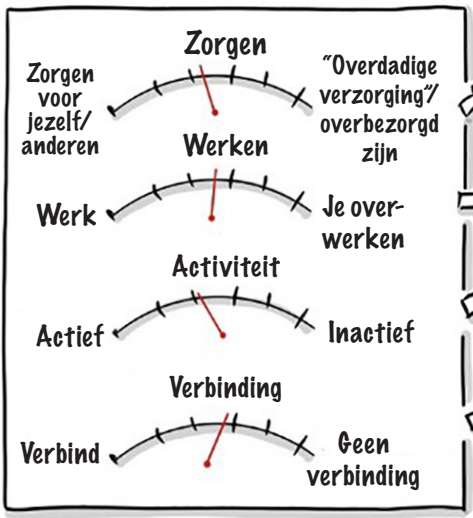 Zorgen
Zorgen
voor
jezelf/
anderen
“Overdadige
verzorging”/
overbezorgd
zijn
Werken
Werk
Je over-
werken
Activiteit
Actief
Inactief
Verbinding
Verbind
Geen
verbinding